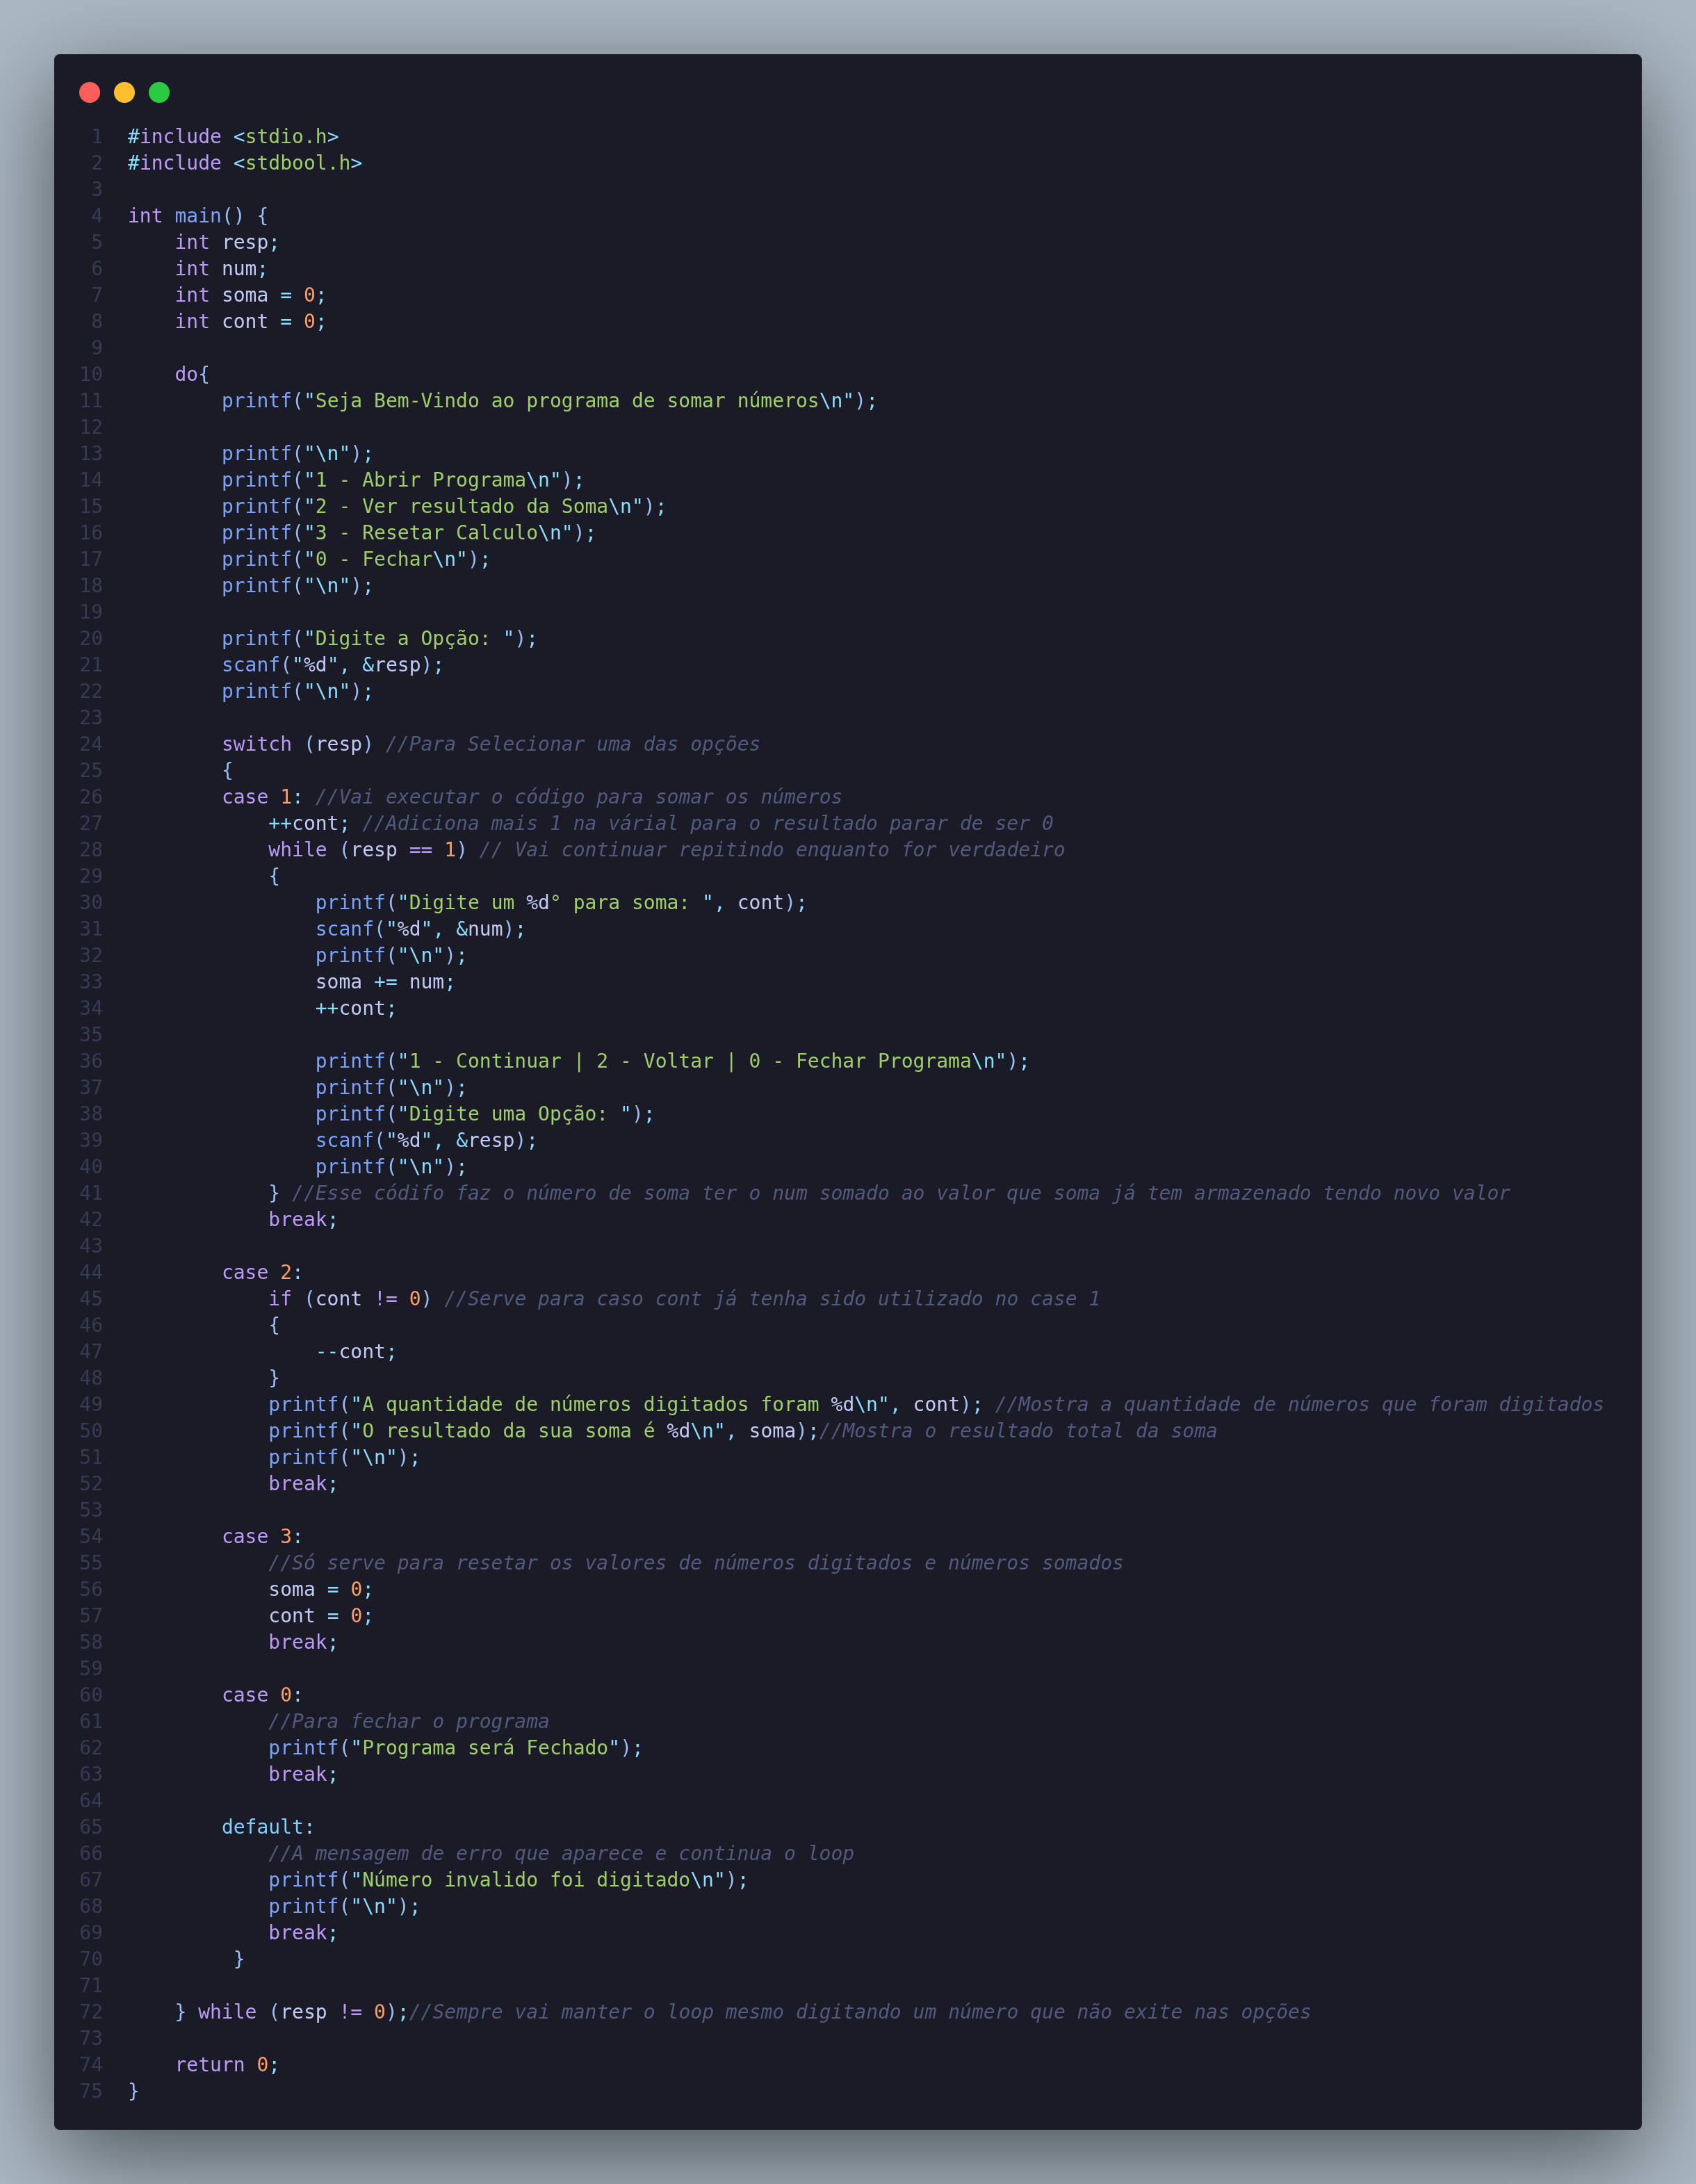 1 #include <stdio.h>
2 #include <stdbool.h>
3
4 int main() {
5     int resp;
6     int num;
7     int soma = 0;
8     int cont = 0;
9
10     do{
11         printf("Seja Bem-Vindo ao programa de somar números\n");
12
13         printf("\n");
14         printf("1 - Abrir Programa\n");
15         printf("2 - Ver resultado da Soma\n");
16         printf("3 - Resetar Calculo\n");
17         printf("0 - Fechar\n");
18         printf("\n");
19
20         printf("Digite a Opção: ");
21         scanf("%d", &resp);
22         printf("\n");
23
24         switch (resp) //Para Selecionar uma das opções
25         {
26         case 1: //Vai executar o código para somar os números
27             ++cont; //Adiciona mais 1 na várial para o resultado parar de ser 0
28             while (resp == 1) // Vai continuar repitindo enquanto for verdadeiro
29             {
30                 printf("Digite um %d° para soma: ", cont);
31                 scanf("%d", &num);
32                 printf("\n");
33                 soma += num;
34                 ++cont;
35
36                 printf("1 - Continuar | 2 - Voltar | 0 - Fechar Programa\n");
37                 printf("\n");
38                 printf("Digite uma Opção: ");
39                 scanf("%d", &resp);
40                 printf("\n");
41             } //Esse códifo faz o número de soma ter o num somado ao valor que soma já tem armazenado tendo novo valor
42             break;
43
44         case 2:
45             if (cont != 0) //Serve para caso cont já tenha sido utilizado no case 1
46             {
47                 --cont;
48             }
49             printf("A quantidade de números digitados foram %d\n", cont); //Mostra a quantidade de números que foram digitados
50             printf("O resultado da sua soma é %d\n", soma);//Mostra o resultado total da soma
51             printf("\n");
52             break;
53
54         case 3:
55             //Só serve para resetar os valores de números digitados e números somados
56             soma = 0;
57             cont = 0;
58             break;
59
60         case 0:
61             //Para fechar o programa
62             printf("Programa será Fechado");
63             break;
64
65         default:
66             //A mensagem de erro que aparece e continua o loop
67             printf("Número invalido foi digitado\n");
68             printf("\n");
69             break;
70          }
71
72     } while (resp != 0);//Sempre vai manter o loop mesmo digitando um número que não exite nas opções
73
74     return 0;
75 }